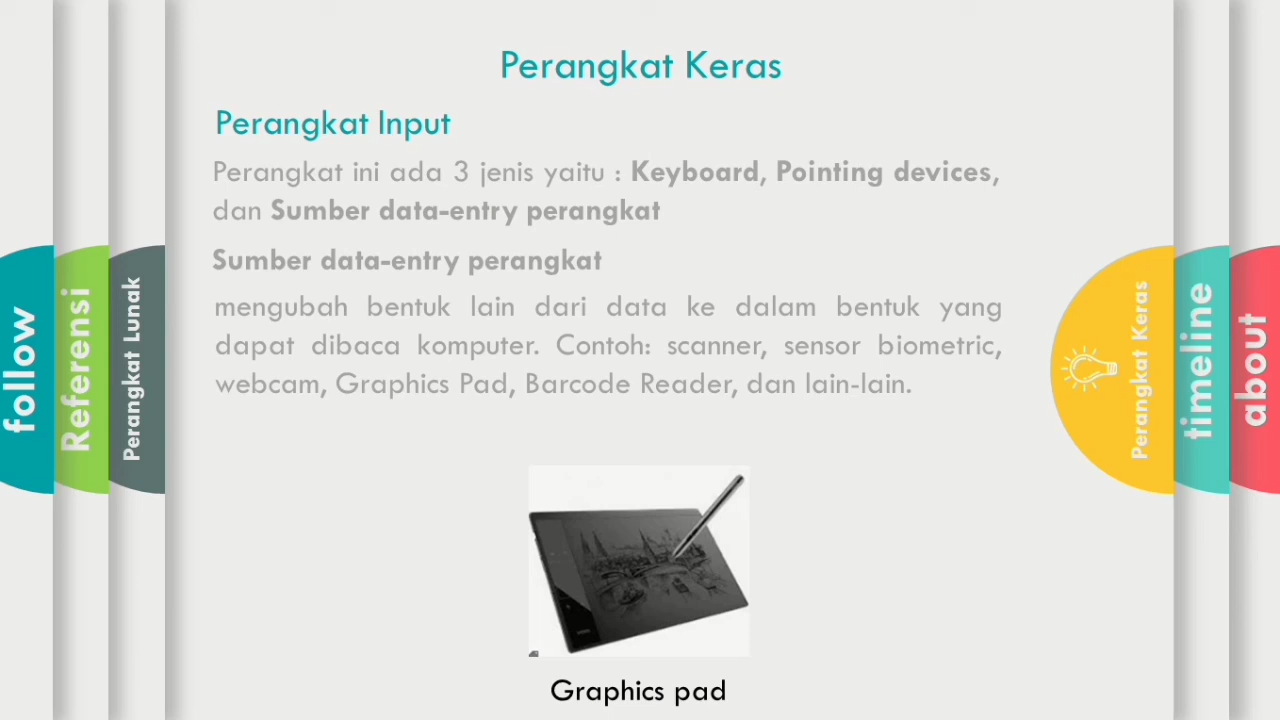 Perangkat Keras
Perangkat Input
Perangkat ini ada 3 jenis yaitu : Keyboard, Pointing devices,
dan Sumber data-entry perangkat
Sumber data-entry perangkat
mengubah bentuk lain dari data ke dalam bentuk yang
dapat dibaca komputer. Contoh: scanner, sensor biometric,
webcam, Graphics Pad, Barcode Reader, dan lain-lain.
Graphics pad
follow
Referensi
Perangkat Lunak
Perangkat Keras
timeline
about